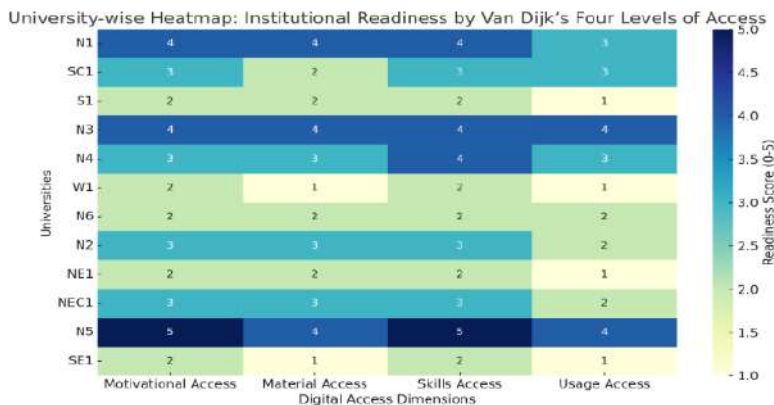 University-wise Heatmap: Institutional Readiness by Van Dijk's Four Levels of Access
N1 4 4 4 3
SC1 3 2 3 3
S1 2 2 2 1
N3 4 4 4 4
N4 3 3 4 3
W1 2 1 2 1
N6 2 2 2 2
N2 3 3 3 2
NE1 2 2 2 1
NEC1 3 3 3 2
N5 5 4 5 4
SE1 2 1 2 1
Universities
Motivational Access Material Access Skills Access Usage Access
Digital Access Dimensions
5.0
4.5
4.0
3.5
3.0
2.5
2.0
1.5
1.0
Readiness Score (0-5)